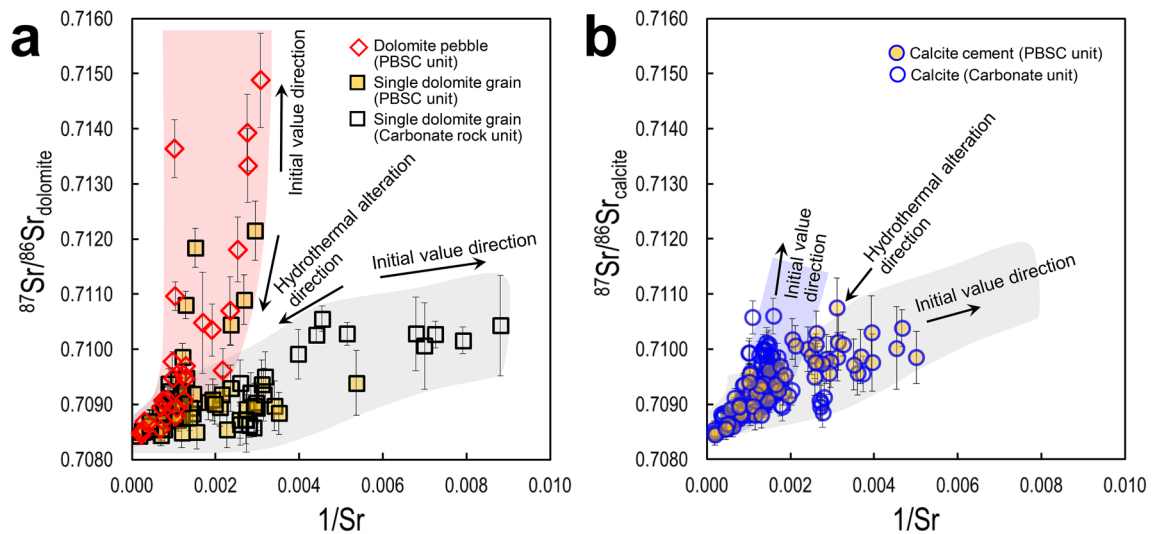 a
0.7160
0.7150
0.7140
0.7130
0.7120
0.7110
0.7100
0.7090
0.7080
87Sr/86Srdolomite
0.000
0.002
0.004
0.006
0.008
0.010
1/Sr
Dolomite pebble
(PBSC unit)
Single dolomite grain
(PBSC unit)
Single dolomite grain
(Carbonate rock unit)
Initial value direction
Hydrothermal alteration
direction
Initial value direction
b
0.7160
0.7150
0.7140
0.7130
0.7120
0.7110
0.7100
0.7090
0.7080
87Sr/86Srcalcite
0.000
0.002
0.004
0.006
0.008
0.010
1/Sr
Calcite cement (PBSC unit)
Calcite (Carbonate unit)
Initial value
direction
Hydrothermal alteration
direction
Initial value direction